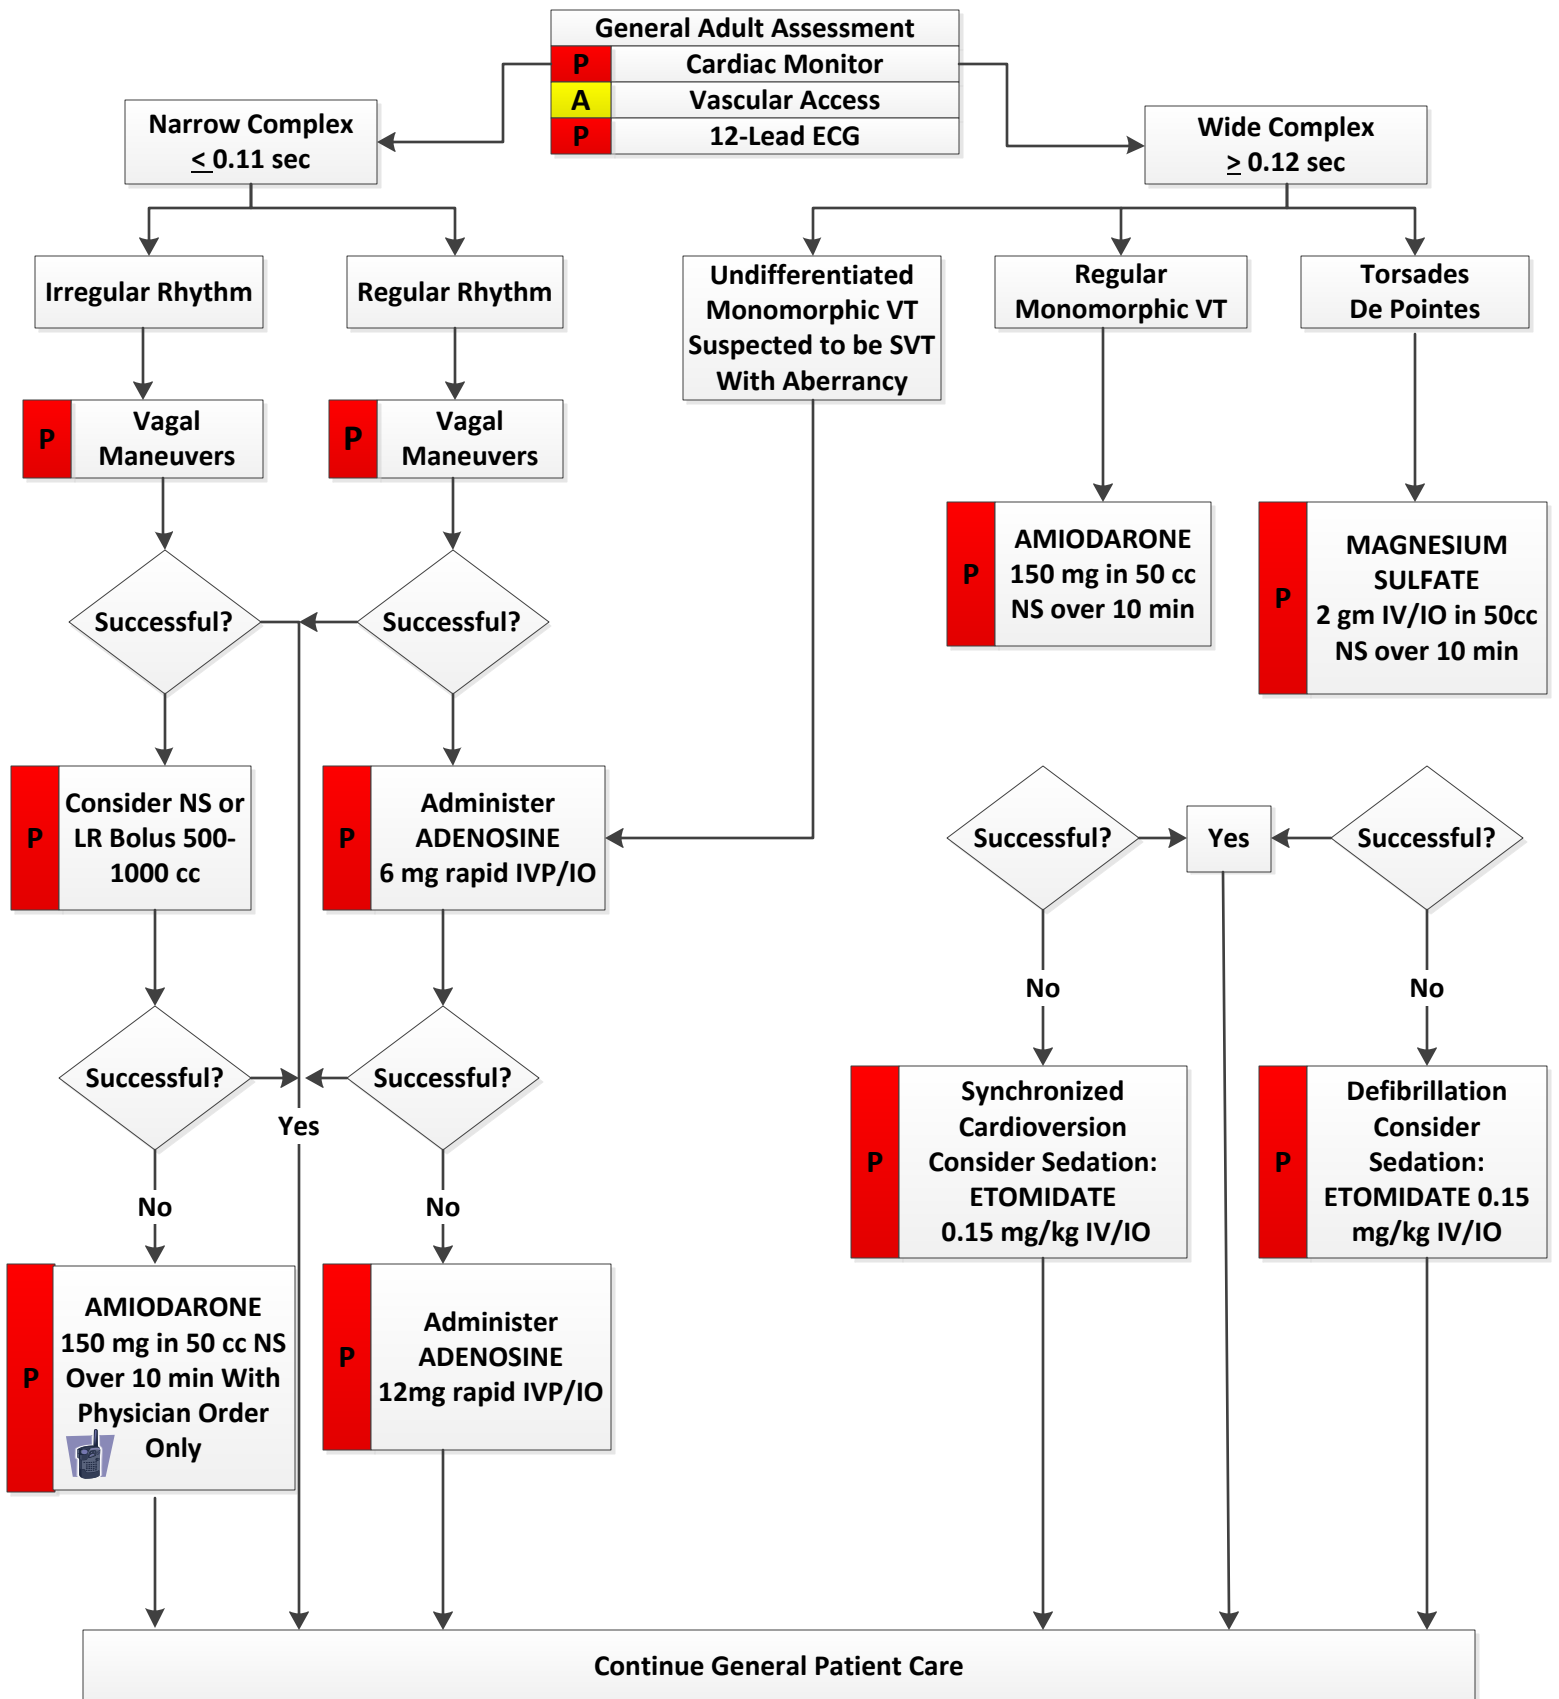 General Adult Assessment
P
Cardiac Monitor
A
Vascular Access
P
12-Lead ECG
Narrow Complex
< 0.11 sec
Wide Complex
> 0.12 sec
Irregular Rhythm
Regular Rhythm
Undifferentiated
Monomorphic VT
Suspected to be SVT
With Aberrancy
Regular
Monomorphic VT
Torsades
De Pointes
P
Vagal
Maneuvers
P
Vagal
Maneuvers
P
AMIODARONE
150 mg in 50 cc
NS over 10 min
P
MAGNESIUM
SULFATE
2 gm IV/IO in 50cc
NS over 10 min
Successful?
Successful?
P
Consider NS or
LR Bolus 500-
1000 cc
P
Administer
ADENOSINE
6 mg rapid IVP/IO
Successful?
Yes
Successful?
No
No
Successful?
Successful?
Yes
No
No
P
Synchronized
Cardioversion
Consider Sedation:
ETOMIDATE
0.15 mg/kg IV/IO
P
Defibrillation
Consider
Sedation:
ETOMIDATE 0.15
mg/kg IV/IO
P
AMIODARONE
150 mg in 50 cc NS
Over 10 min With
Physician Order
Only
P
Administer
ADENOSINE
12mg rapid IVP/IO
Continue General Patient Care